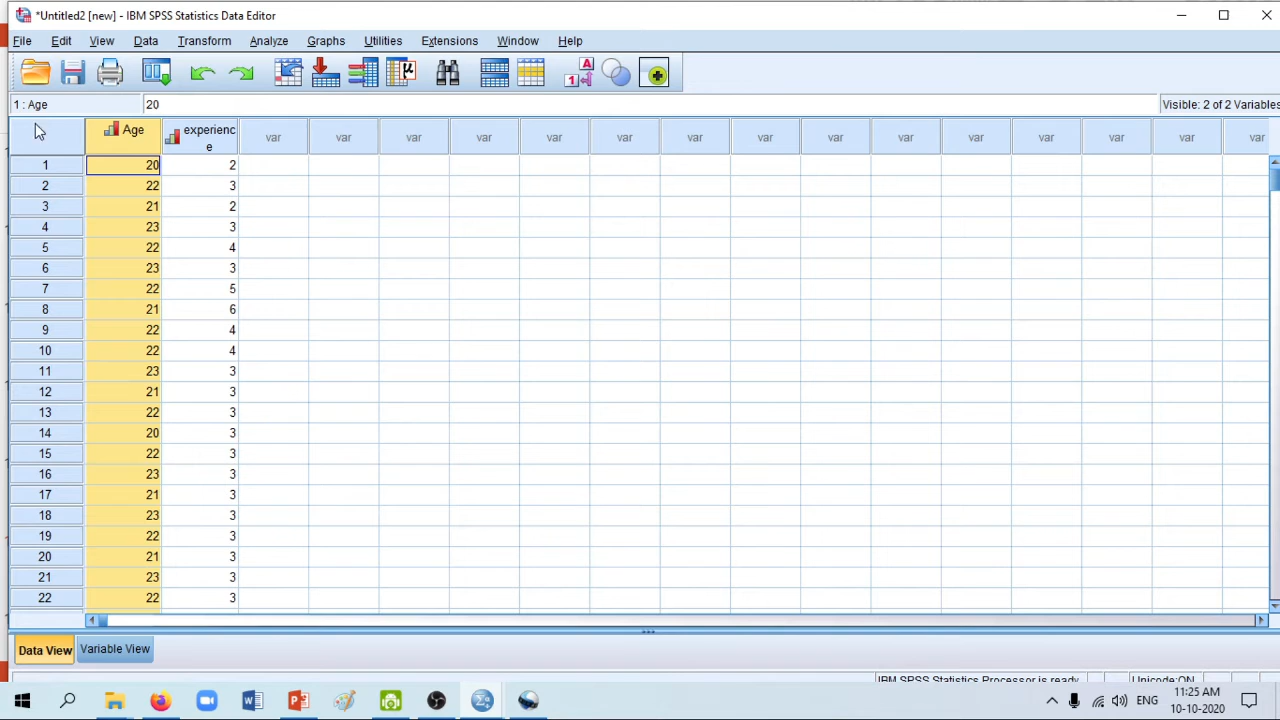 *Untitled2 [new] - IBM SPSS Statistics Data Editor
File Edit View Data Transform Analyze Graphs Utilities Extensions Window Help
1 : Age 20 Visible: 2 of 2 Variables
Age experience var var var var var var var var var var var var var var var
1 20 2
2 22 3
3 21 2
4 23 3
5 22 4
6 23 3
7 22 5
8 21 6
9 22 4
10 22 4
11 23 3
12 21 3
13 22 3
14 20 3
15 22 3
16 23 3
17 21 3
18 23 3
19 22 3
20 21 3
21 23 3
22 22 3
Data View Variable View
IBM SPSS Statistics Processor is ready Unicode:ON
ENG 11:25 AM
10-10-2020